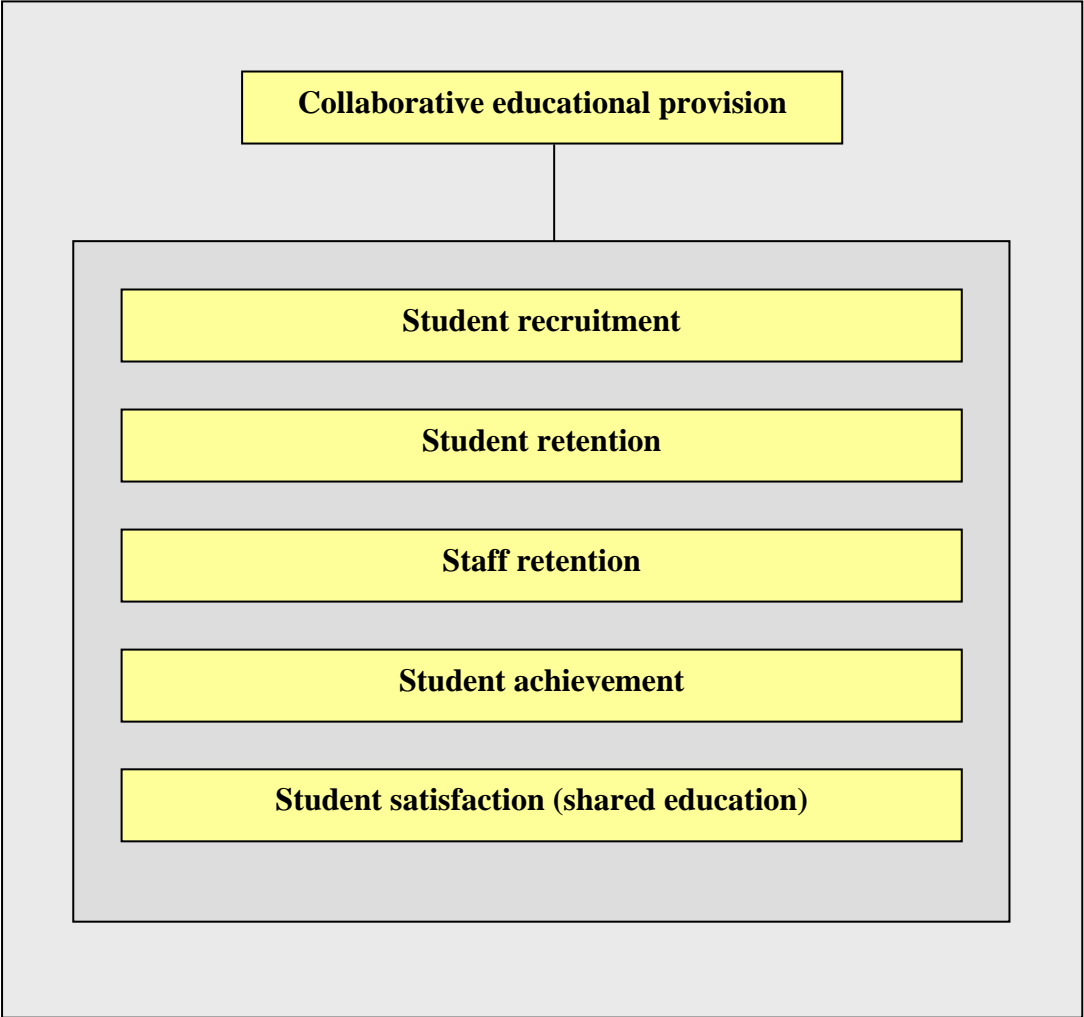 Collaborative educational provision
Student recruitment
Student retention
Staff retention
Student achievement
Student satisfaction (shared education)